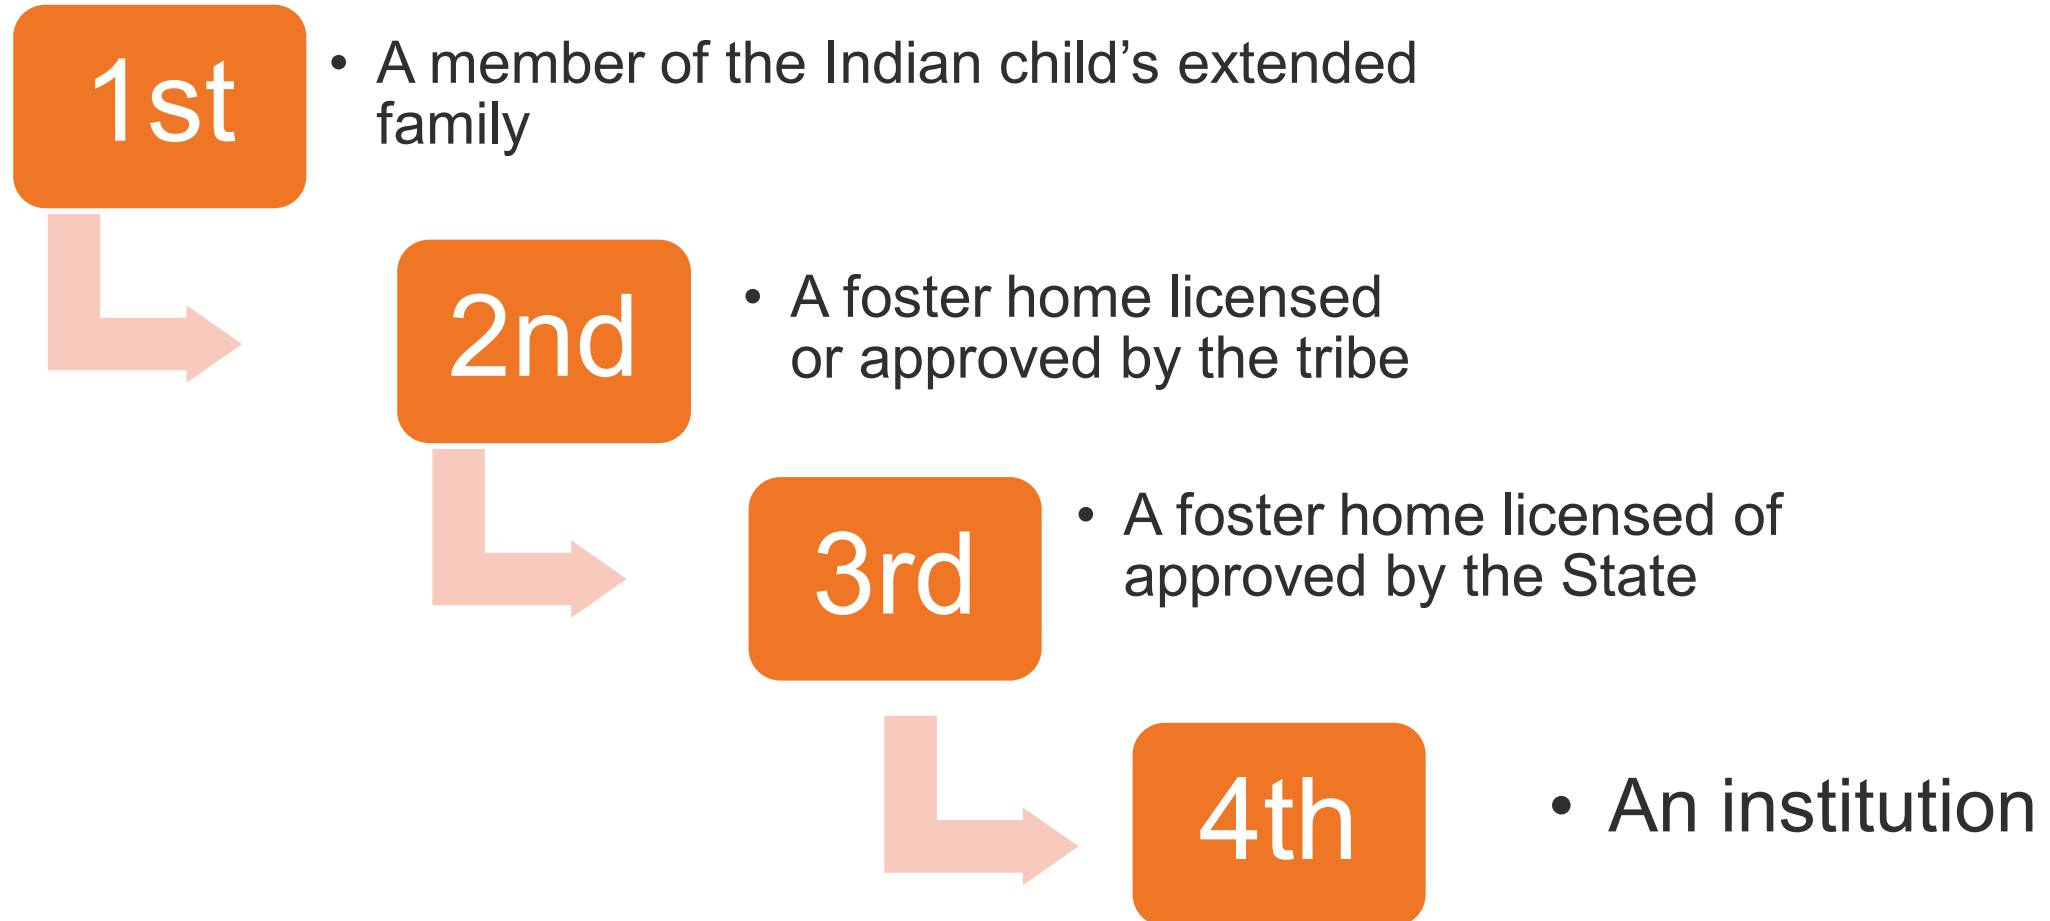 1st
• A member of the Indian child’s extended
family
2nd
• A foster home licensed
or approved by the tribe
3rd
• A foster home licensed of
approved by the State
4th
• An institution